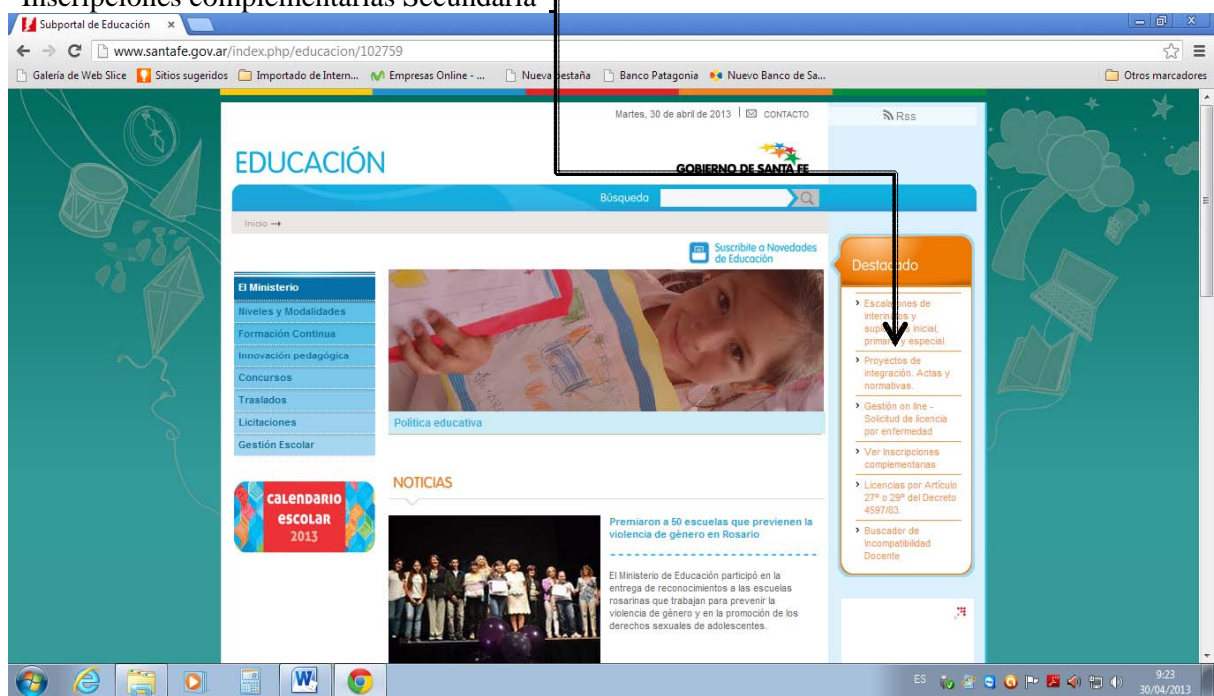 Inscripciones complementarias Secundaria
Subportal de Educación
www.santafe.gov.ar/index.php/educacion/102759
Galería de Web Slice
Sitios sugeridos
Importado de Intern...
Empresas Online - ...
Nueva pestaña
Banco Patagonia
Nuevo Banco de Sa...
Otros marcadores
Martes, 30 de abril de 2013
CONTACTO
Rss
EDUCACIÓN
GOBIERNO DE SANTA FE
Búsqueda
Inicio
Suscribite a Novedades
de Educación
El Ministerio
Niveles y Modalidades
Formación Continua
Innovación pedagógica
Concursos
Traslados
Licitaciones
Gestión Escolar
Política educativa
calendario
escolar
2013
NOTICIAS
Premiaron a 50 escuelas que previenen la
violencia de género en Rosario
El Ministerio de Educación participó en la
entrega de reconocimientos a las escuelas
rosarinas que trabajan para prevenir la
violencia de género y en la promoción de los
derechos sexuales de adolescentes.
Destacado
Escalafones de
interinatos y
suplencias inicial,
primaria y especial.
Proyectos de
integración. Actas y
normativas.
Gestión on line -
Solicitud de licencia
por enfermedad
Ver Inscripciones
complementarias
Licencias por Artículo
27º o 29º del Decreto
4597/83.
Buscador de
Incompatibilidad
Docente
ES
9:23
30/04/2013